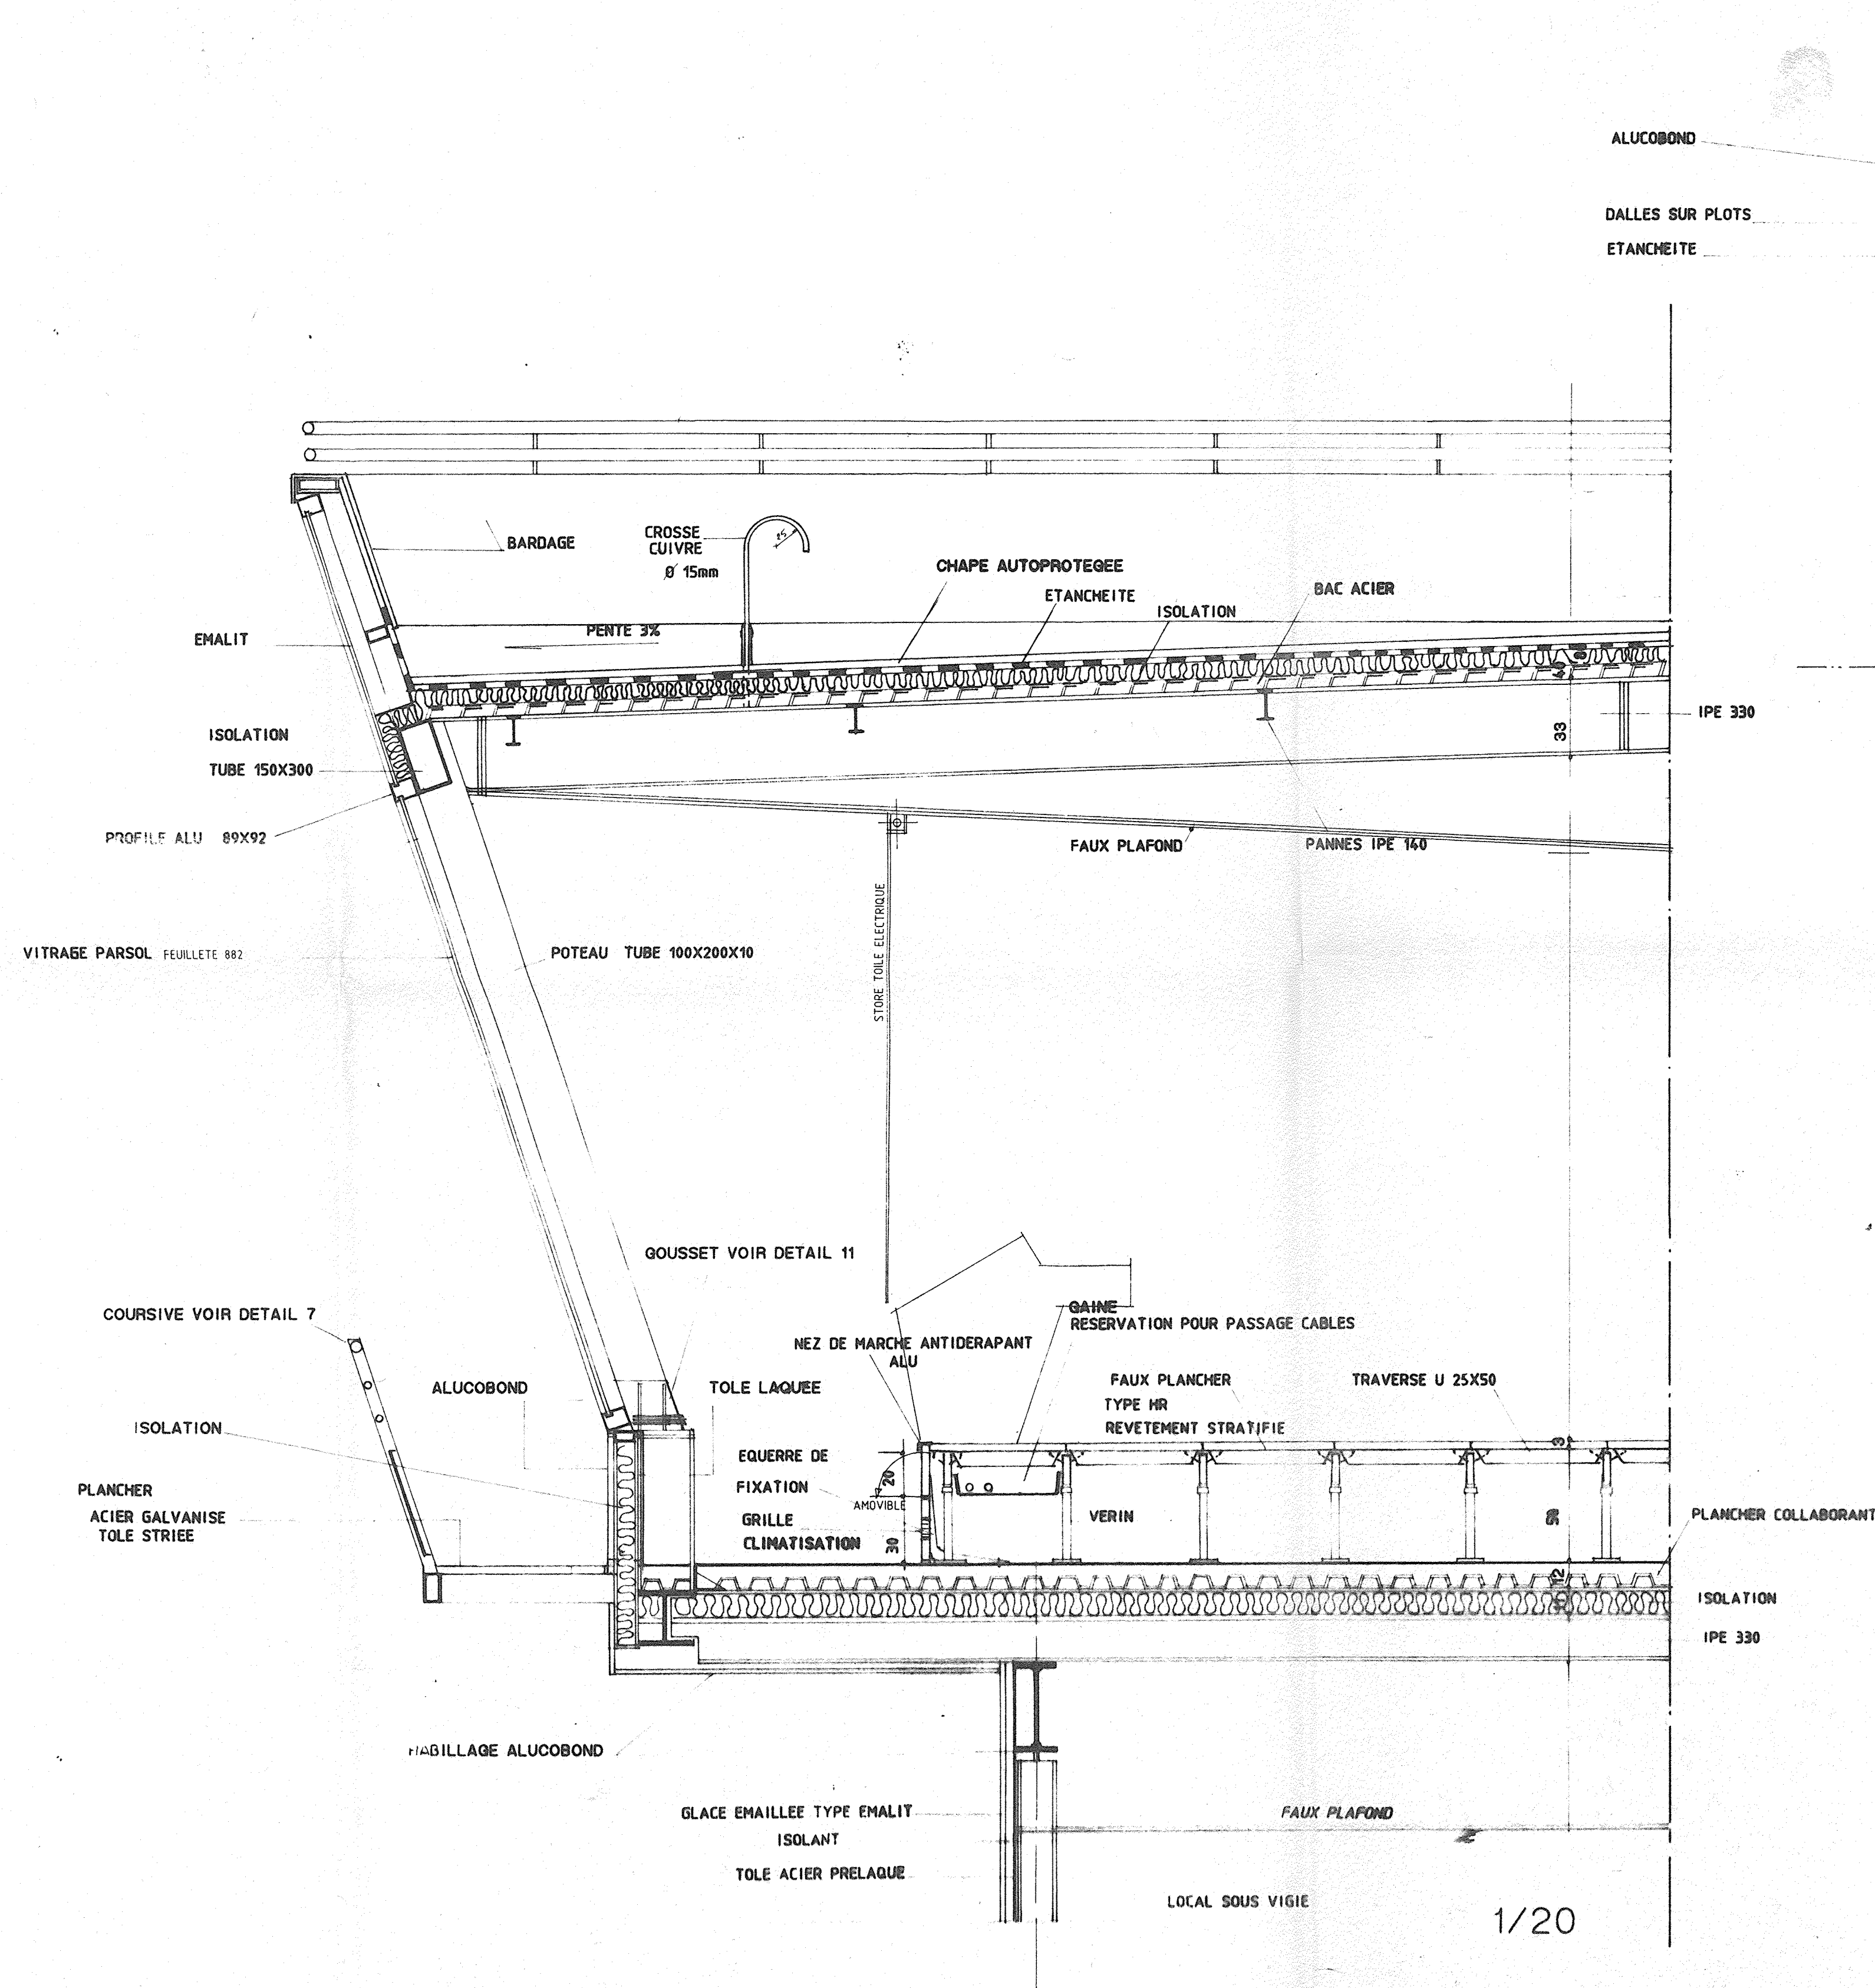 ALUCOBOND
DALLES SUR PLOTS
ETANCHEITE
BARDAGE
CROSSE
CUIVRE
Ø 15mm
25
CHAPE AUTOPROTEGEE
ETANCHEITE
ISOLATION
BAC ACIER
EMALIT
PENTE 3%
8
40
33
IPE 330
ISOLATION
TUBE 150X300
PROFILE ALU 89X92
FAUX PLAFOND
PANNES IPE 140
STORE TOILE ELECTRIQUE
VITRAGE PARSOL FEUILLETE 882
POTEAU TUBE 100X200X10
GOUSSET VOIR DETAIL 11
COURSIVE VOIR DETAIL 7
GAINE
RESERVATION POUR PASSAGE CABLES
NEZ DE MARCHE ANTIDERAPANT
ALU
ALUCOBOND
TOLE LAQUEE
FAUX PLANCHER
TYPE HR
REVETEMENT STRATIFIE
TRAVERSE U 25X50
ISOLATION
EQUERRE DE
FIXATION
AMOVIBLE
20
3
PLANCHER
ACIER GALVANISE
TOLE STRIEE
GRILLE
CLIMATISATION
30
VERIN
PLANCHER COLLABORANT
12
ISOLATION
IPE 330
HABILLAGE ALUCOBOND
GLACE EMAILLEE TYPE EMALIT
ISOLANT
TOLE ACIER PRELAQUE
FAUX PLAFOND
LOCAL SOUS VIGIE
1/20